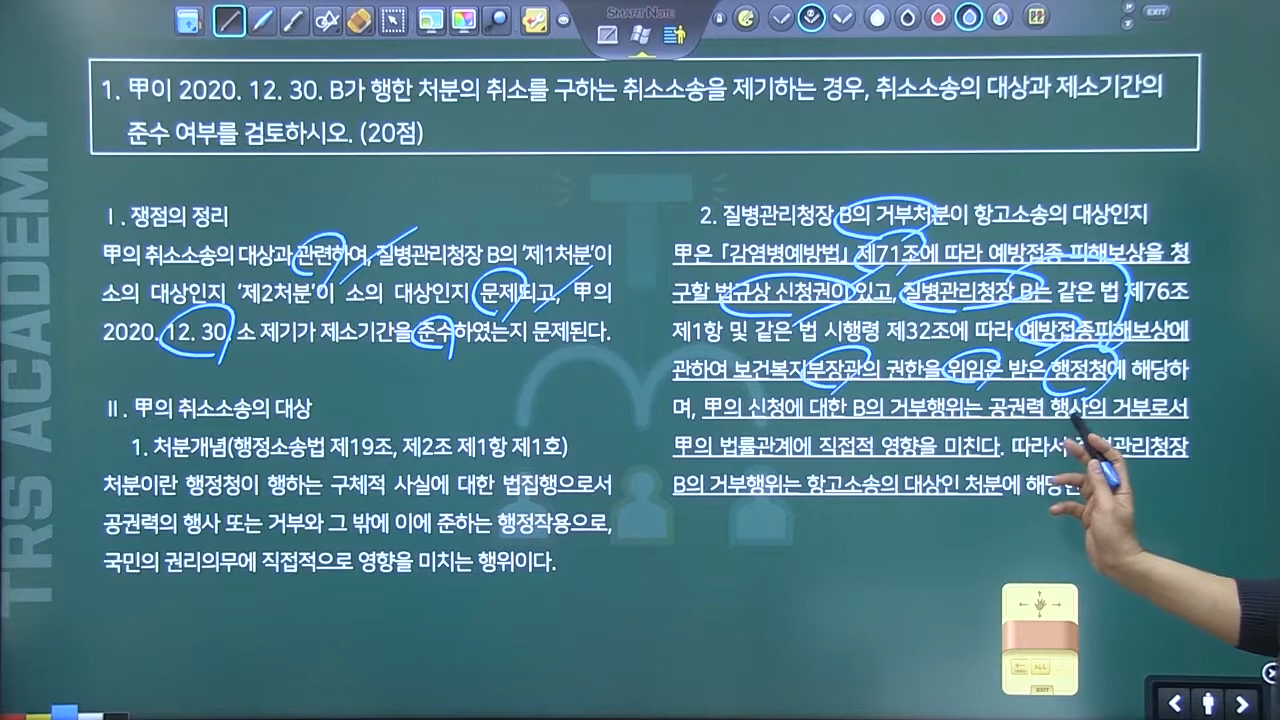 SMARTNOTE
EXIT
1. 甲이 2020. 12. 30. B가 행한 처분의 취소를 구하는 취소소송을 제기하는 경우, 취소소송의 대상과 제소기간의
준수 여부를 검토하시오. (20점)
TRS ACADEMY
Ⅰ. 쟁점의 정리
甲의 취소소송의 대상과 관련하여, 질병관리청장 B의 '제1처분'이
소의 대상인지 '제2처분'이 소의 대상인지 문제되고, 甲의
2020. 12. 30. 소 제기가 제소기간을 준수하였는지 문제된다.
Ⅱ. 甲의 취소소송의 대상
1. 처분개념(행정소송법 제19조, 제2조 제1항 제1호)
처분이란 행정청이 행하는 구체적 사실에 대한 법집행으로서
공권력의 행사 또는 거부와 그 밖에 이에 준하는 행정작용으로,
국민의 권리의무에 직접적으로 영향을 미치는 행위이다.
2. 질병관리청장 B의 거부처분이 항고소송의 대상인지
甲은 「감염병예방법」 제71조에 따라 예방접종 피해보상을 청
구할 법규상 신청권이 있고, 질병관리청장 B는 같은 법 제76조
제1항 및 같은 법 시행령 제32조에 따라 예방접종피해보상에
관하여 보건복지부장관의 권한을 위임은 받은 행정청에 해당하
며, 甲의 신청에 대한 B의 거부행위는 공권력 행사의 거부로서
甲의 법률관계에 직접적 영향을 미친다. 따라서 관리청장
B의 거부행위는 항고소송의 대상인 처분에
ALL
EXIT